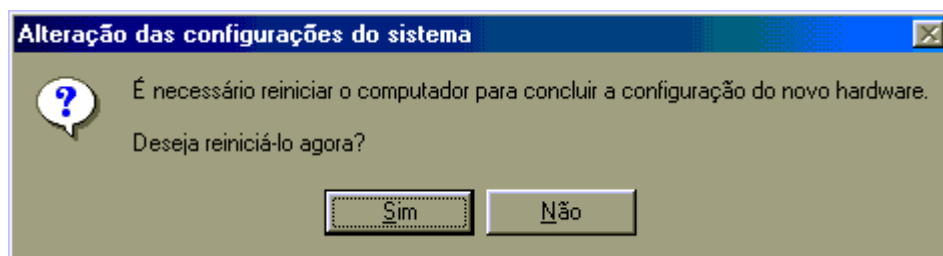 Alteração das configurações do sistema
É necessário reiniciar o computador para concluir a configuração do novo hardware.
Deseja reiniciá-lo agora?
Sim Não